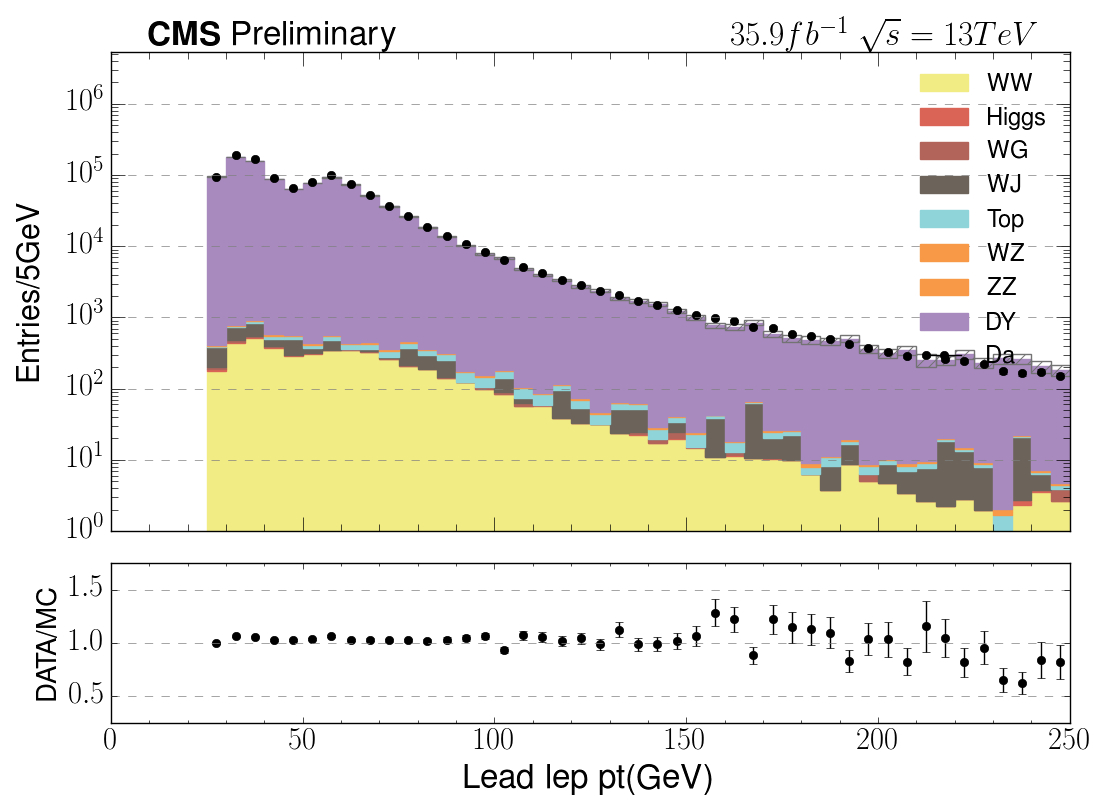 CMS Preliminary 35.9fb⁻¹ √s = 13TeV
Entries/5GeV
10⁶
10⁵
10⁴
10³
10²
10¹
10⁰
WW
Higgs
WG
WJ
Top
WZ
ZZ
DY
Da
DATA/MC
1.5
1.0
0.5
0 50 100 150 200 250
Lead lep pt(GeV)